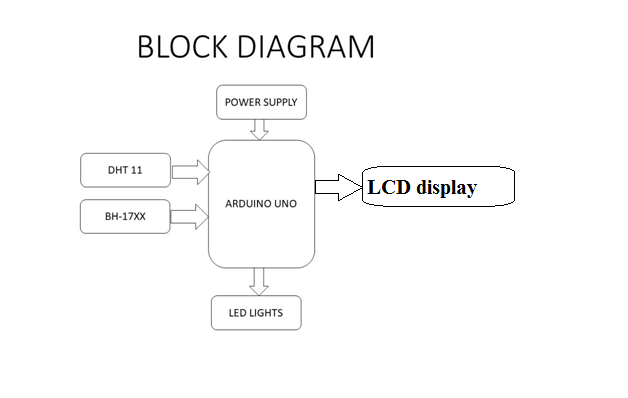 BLOCK DIAGRAM
POWER SUPPLY
DHT 11
BH-17XX
ARDUINO UNO
LCD display
LED LIGHTS